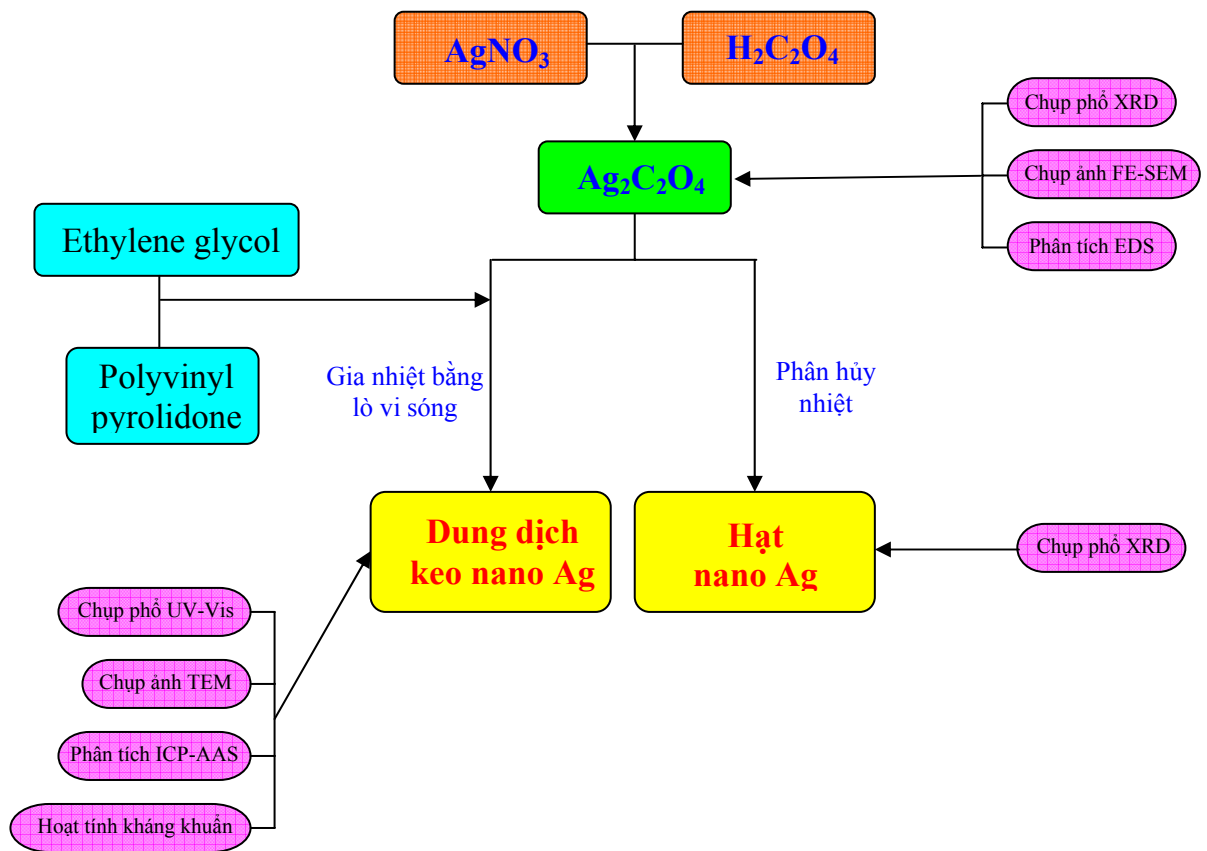 AgNO₃
H₂C₂O₄
Chụp phổ XRD
Ag₂C₂O₄
Chụp ảnh FE-SEM
Phân tích EDS
Ethylene glycol
Polyvinyl
pyrolidone
Gia nhiệt bằng
lò vi sóng
Phân hủy
nhiệt
Dung dịch
keo nano Ag
Hạt
nano Ag
Chụp phổ XRD
Chụp phổ UV-Vis
Chụp ảnh TEM
Phân tích ICP-AAS
Hoạt tính kháng khuẩn